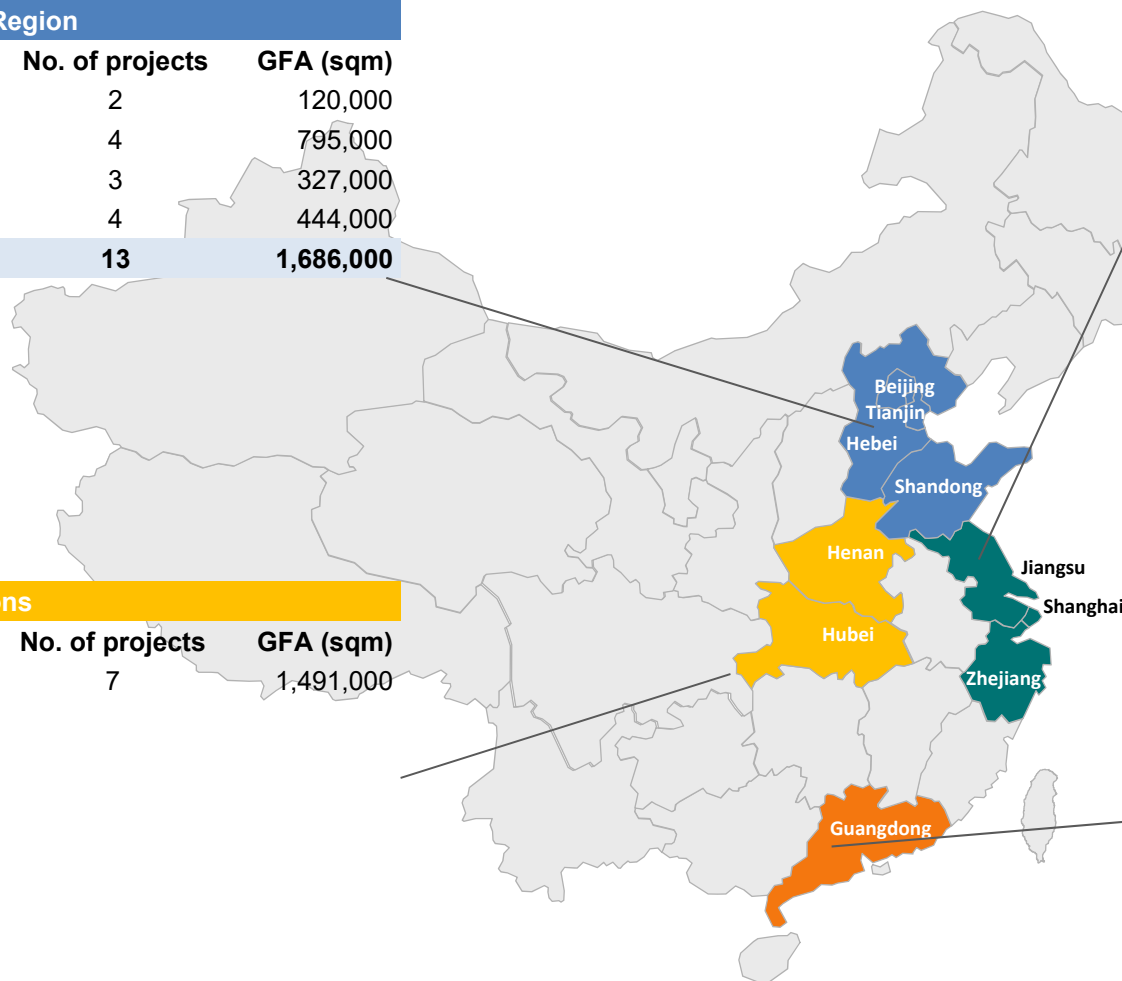 Region
No. of projects GFA (sqm)
2 120,000
4 795,000
3 327,000
4 444,000
13 1,686,000
Beijing
Tianjin
Hebei
Shandong
Henan
Jiangsu
Shanghai
Hubei
Zhejiang
ons
No. of projects GFA (sqm)
7 1,491,000
Guangdong